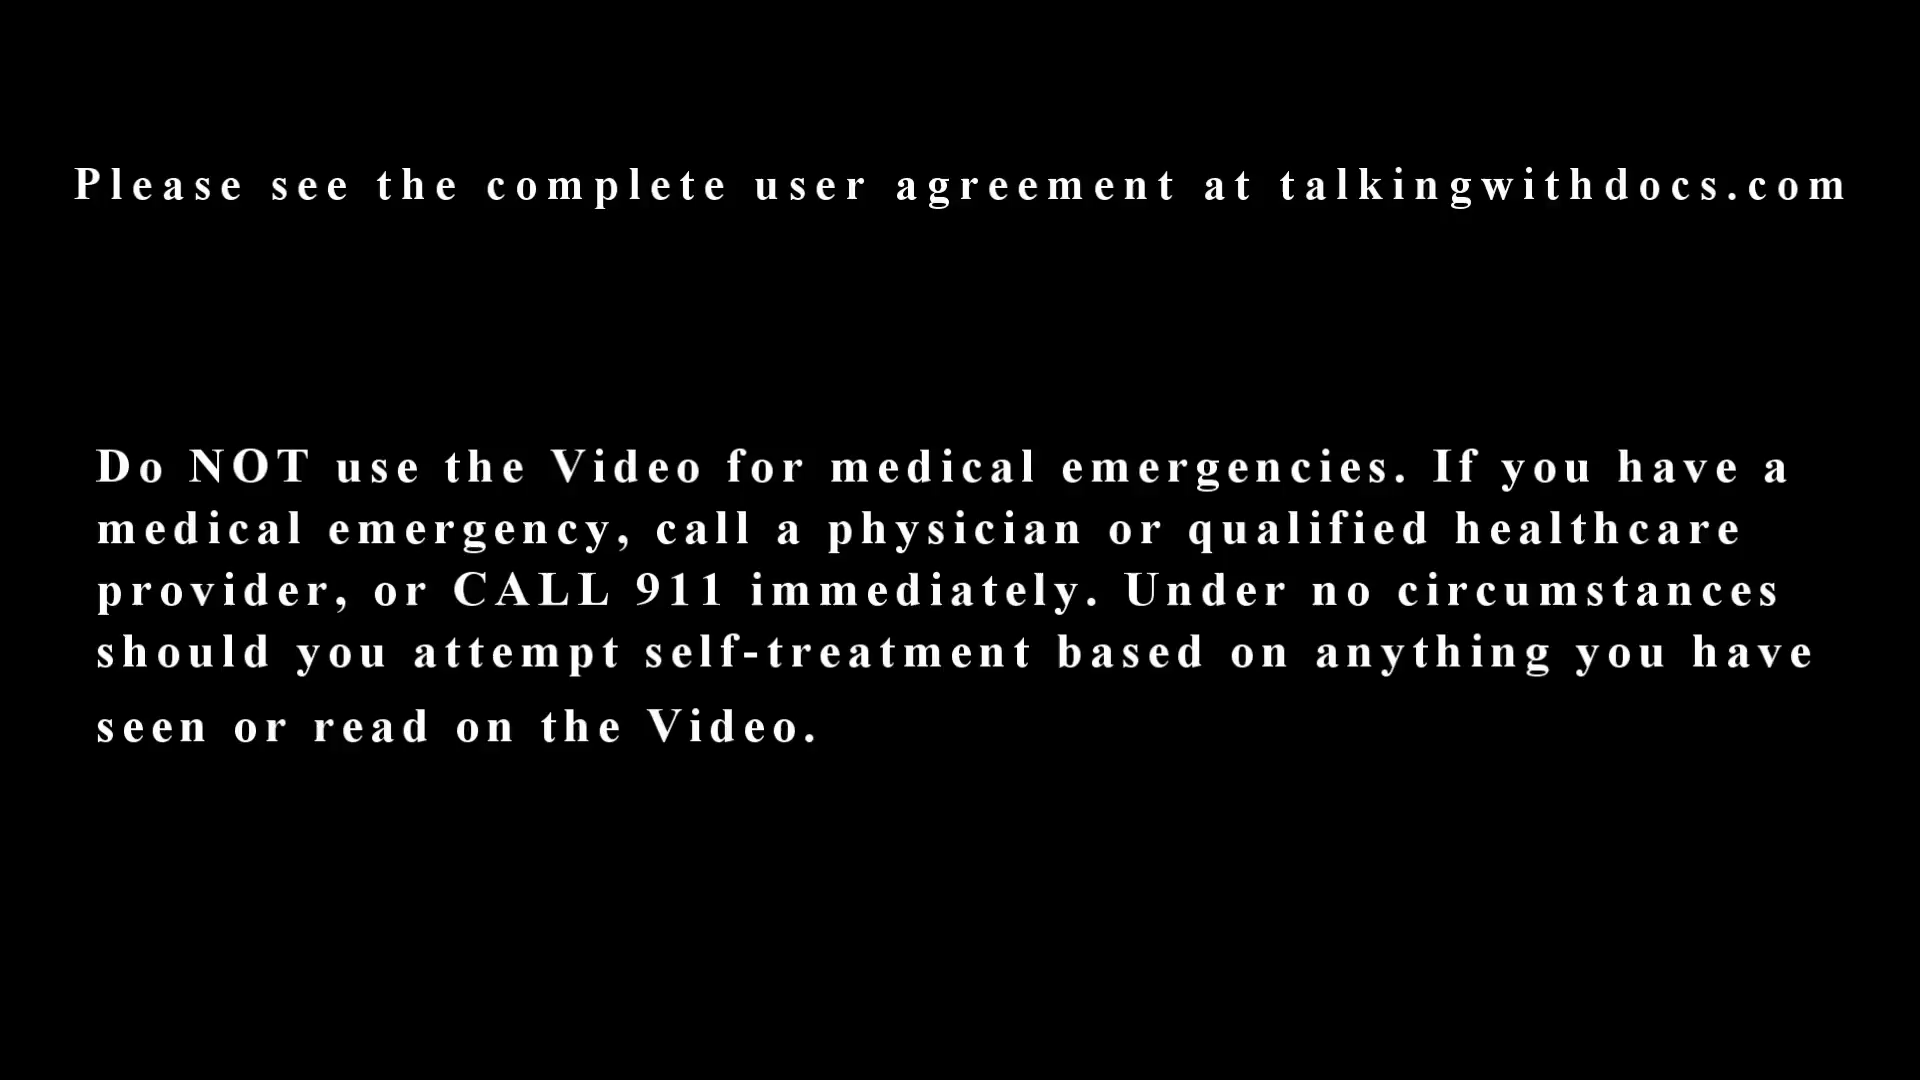 Please see the complete user agreement at talkingwithdocs.com
Do NOT use the Video for medical emergencies. If you have a
medical emergency, call a physician or qualified healthcare
provider, or CALL 911 immediately. Under no circumstances
should you attempt self-treatment based on anything you have
seen or read on the Video.